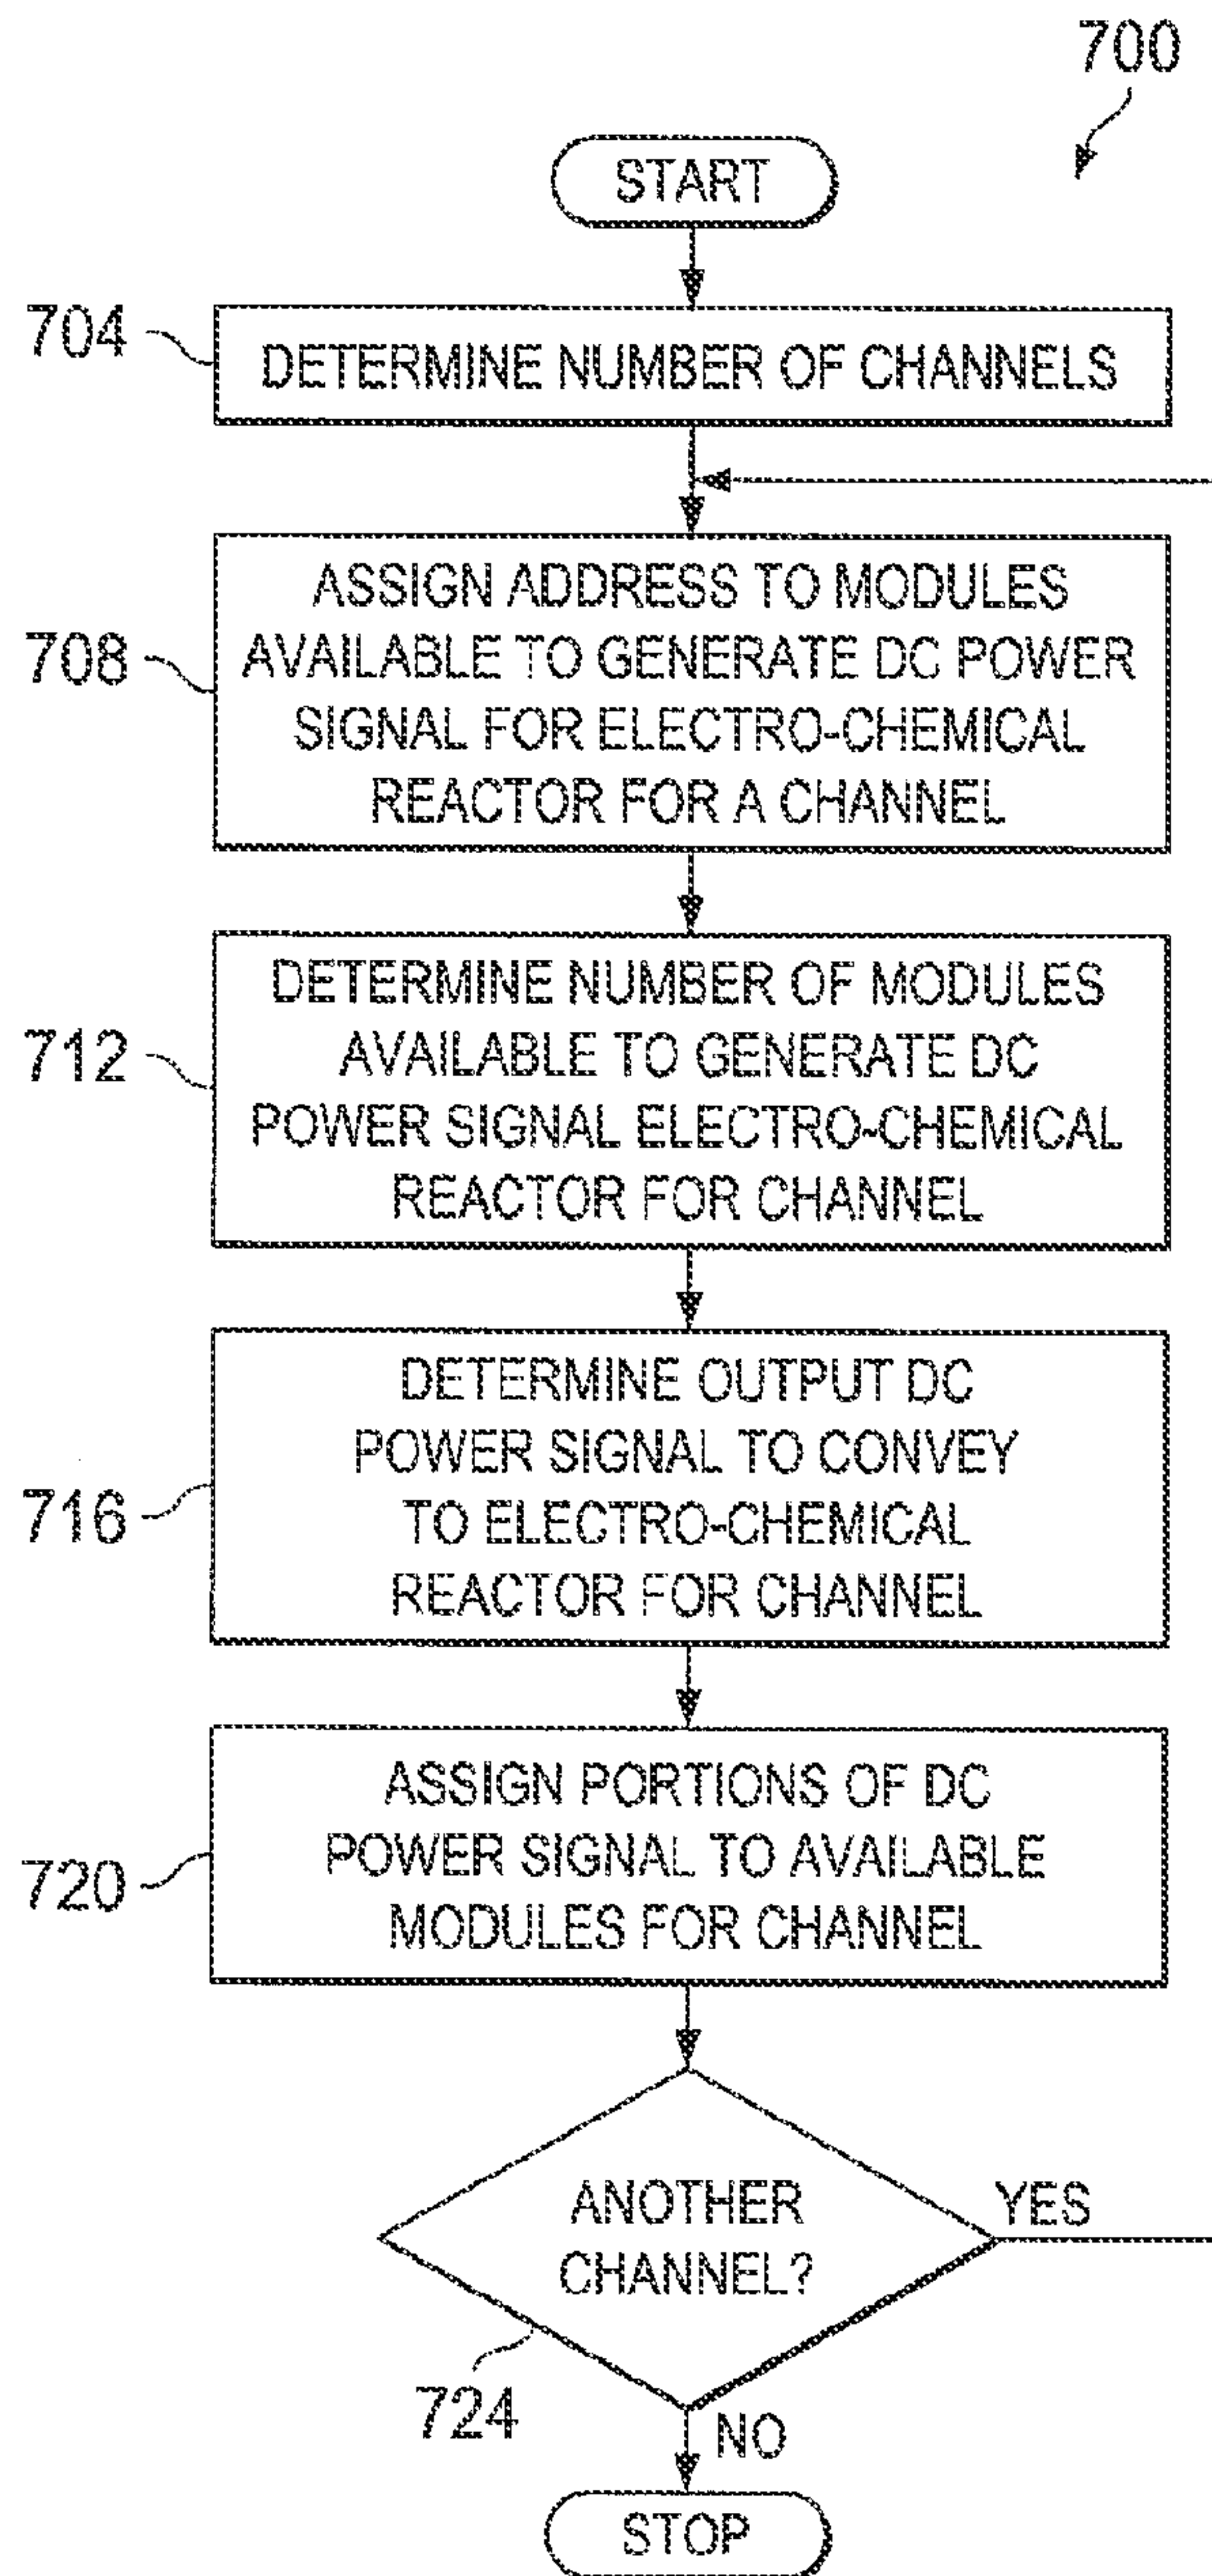 700
START
704
DETERMINE NUMBER OF CHANNELS
708
ASSIGN ADDRESS TO MODULES
AVAILABLE TO GENERATE DC POWER
SIGNAL FOR ELECTRO-CHEMICAL
REACTOR FOR A CHANNEL
712
DETERMINE NUMBER OF MODULES
AVAILABLE TO GENERATE DC
POWER SIGNAL ELECTRO-CHEMICAL
REACTOR FOR CHANNEL
716
DETERMINE OUTPUT DC
POWER SIGNAL TO CONVEY
TO ELECTRO-CHEMICAL
REACTOR FOR CHANNEL
720
ASSIGN PORTIONS OF DC
POWER SIGNAL TO AVAILABLE
MODULES FOR CHANNEL
ANOTHER
CHANNEL?
YES
724
NO
STOP